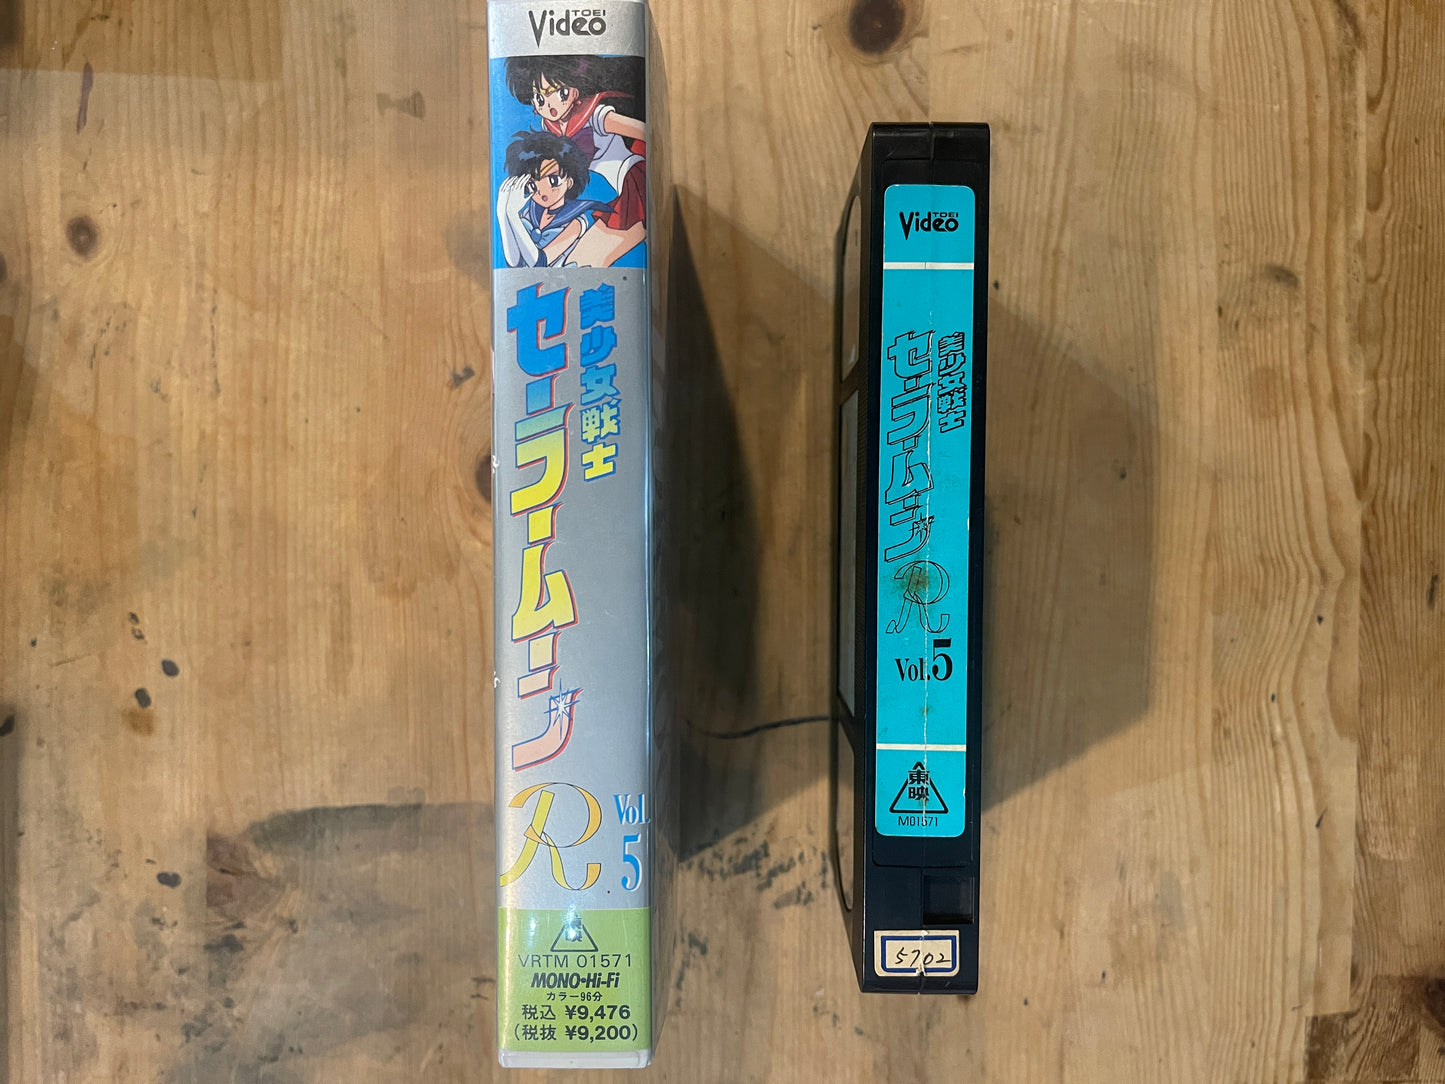 TOEI
Video
美少女戦士
セーラームーン
R
Vol.
5
東映
VRTM 01571
MONO•Hi-Fi
カラー96分
税込 ¥9,476
(税抜 ¥9,200)
TOEI
Video
美少女戦士
セーラームーン
R
Vol.5
東映
M01571
5702